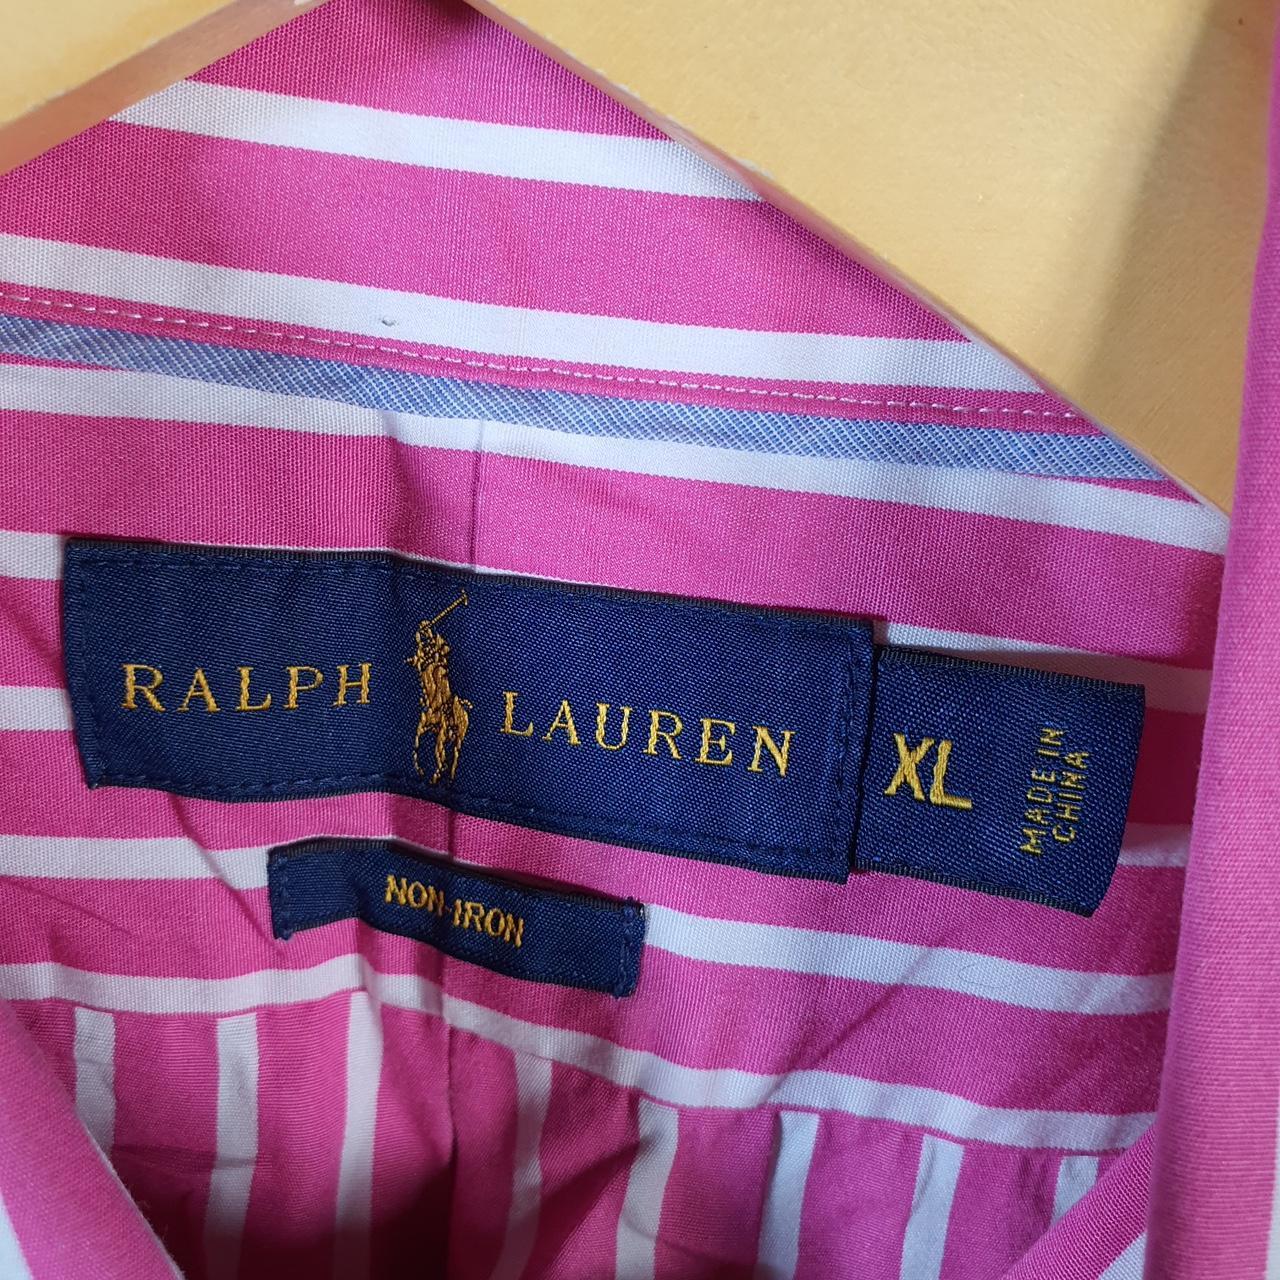 RALPH LAUREN
XL
MADE IN
CHINA
NON-IRON